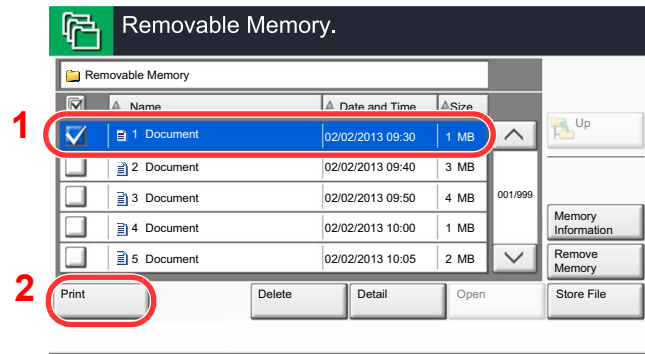 Removable Memory.
Removable Memory
Name Date and Time Size
1
1 Document 02/02/2013 09:30 1 MB
Up
2 Document 02/02/2013 09:40 3 MB
3 Document 02/02/2013 09:50 4 MB
001/999
4 Document 02/02/2013 10:00 1 MB
Memory
Information
5 Document 02/02/2013 10:05 2 MB
Remove
Memory
2
Print Delete Detail Open Store File